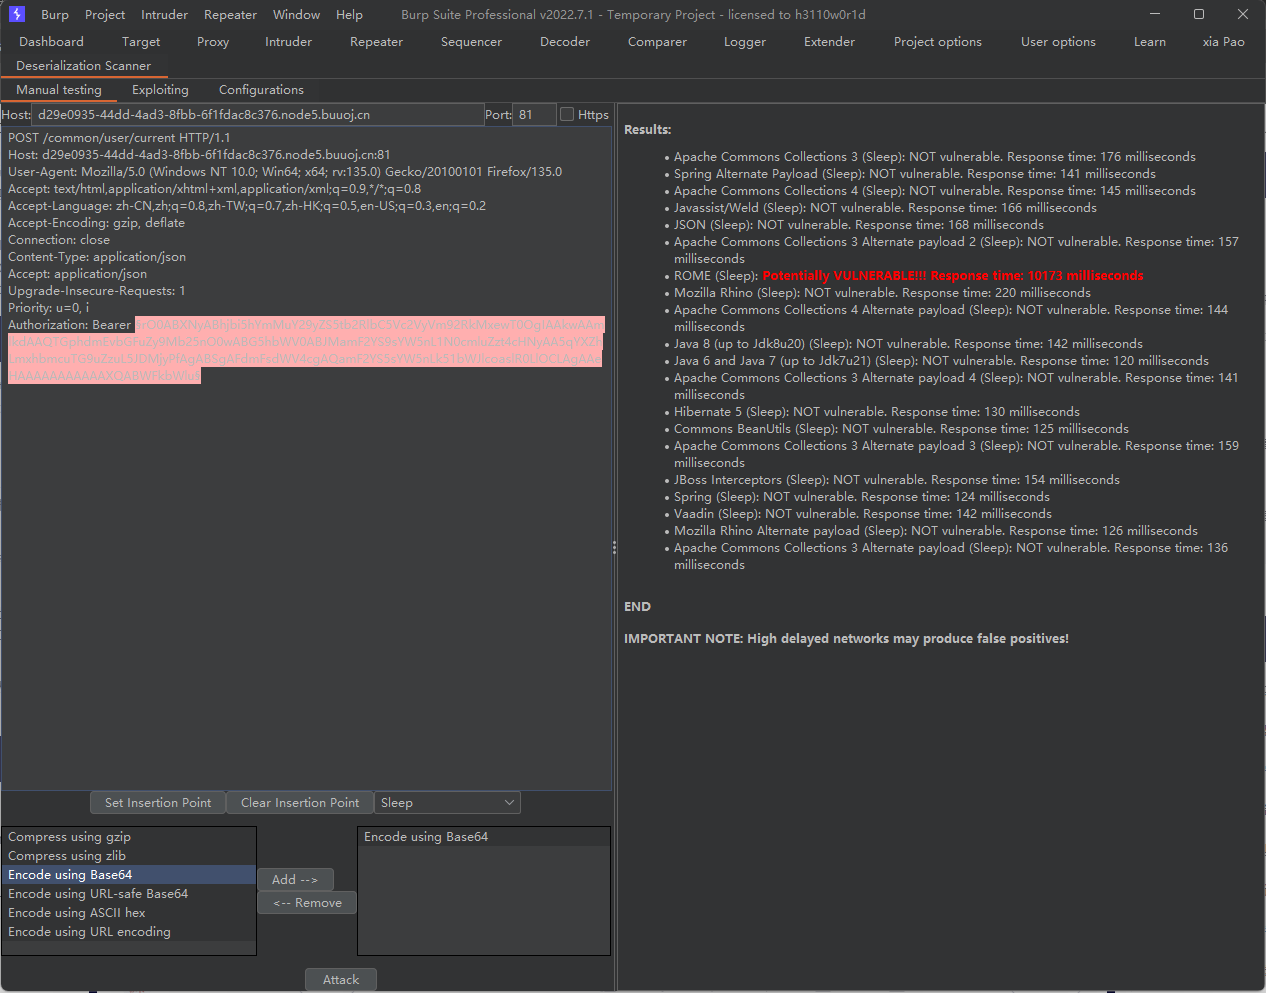 Burp Project Intruder Repeater Window Help Burp Suite Professional v2022.7.1 - Temporary Project - licensed to h3110w0r1d
Dashboard Target Proxy Intruder Repeater Sequencer Decoder Comparer Logger Extender Project options User options Learn xia Pao
Deserialization Scanner
Manual testing Exploiting Configurations
Host: d29e0935-44dd-4ad3-8fbb-6f1fdac8c376.node5.buuoj.cn Port: 81 Https
POST /common/user/current HTTP/1.1
Host: d29e0935-44dd-4ad3-8fbb-6f1fdac8c376.node5.buuoj.cn:81
User-Agent: Mozilla/5.0 (Windows NT 10.0; Win64; x64; rv:135.0) Gecko/20100101 Firefox/135.0
Accept: text/html,application/xhtml+xml,application/xml;q=0.9,*/*;q=0.8
Accept-Language: zh-CN,zh;q=0.8,zh-TW;q=0.7,zh-HK;q=0.5,en-US;q=0.3,en;q=0.2
Accept-Encoding: gzip, deflate
Connection: close
Content-Type: application/json
Accept: application/json
Upgrade-Insecure-Requests: 1
Priority: u=0, i
Authorization: Bearer
Set Insertion Point Clear Insertion Point Sleep
Compress using gzip
Compress using zlib
Encode using Base64
Encode using URL-safe Base64
Encode using ASCII hex
Encode using URL encoding
Add -->
<-- Remove
Encode using Base64
Attack
Results:
• Apache Commons Collections 3 (Sleep): NOT vulnerable. Response time: 176 milliseconds
• Spring Alternate Payload (Sleep): NOT vulnerable. Response time: 141 milliseconds
• Apache Commons Collections 4 (Sleep): NOT vulnerable. Response time: 145 milliseconds
• Javassist/Weld (Sleep): NOT vulnerable. Response time: 166 milliseconds
• JSON (Sleep): NOT vulnerable. Response time: 168 milliseconds
• Apache Commons Collections 3 Alternate payload 2 (Sleep): NOT vulnerable. Response time: 157
milliseconds
• ROME (Sleep): Potentially VULNERABLE!!! Response time: 10173 milliseconds
• Mozilla Rhino (Sleep): NOT vulnerable. Response time: 220 milliseconds
• Apache Commons Collections 4 Alternate payload (Sleep): NOT vulnerable. Response time: 144
milliseconds
• Java 8 (up to Jdk8u20) (Sleep): NOT vulnerable. Response time: 142 milliseconds
• Java 6 and Java 7 (up to Jdk7u21) (Sleep): NOT vulnerable. Response time: 120 milliseconds
• Apache Commons Collections 3 Alternate payload 4 (Sleep): NOT vulnerable. Response time: 141
milliseconds
• Hibernate 5 (Sleep): NOT vulnerable. Response time: 130 milliseconds
• Commons BeanUtils (Sleep): NOT vulnerable. Response time: 125 milliseconds
• Apache Commons Collections 3 Alternate payload 3 (Sleep): NOT vulnerable. Response time: 159
milliseconds
• JBoss Interceptors (Sleep): NOT vulnerable. Response time: 154 milliseconds
• Spring (Sleep): NOT vulnerable. Response time: 124 milliseconds
• Vaadin (Sleep): NOT vulnerable. Response time: 142 milliseconds
• Mozilla Rhino Alternate payload (Sleep): NOT vulnerable. Response time: 126 milliseconds
• Apache Commons Collections 3 Alternate payload (Sleep): NOT vulnerable. Response time: 136
milliseconds
END
IMPORTANT NOTE: High delayed networks may produce false positives!